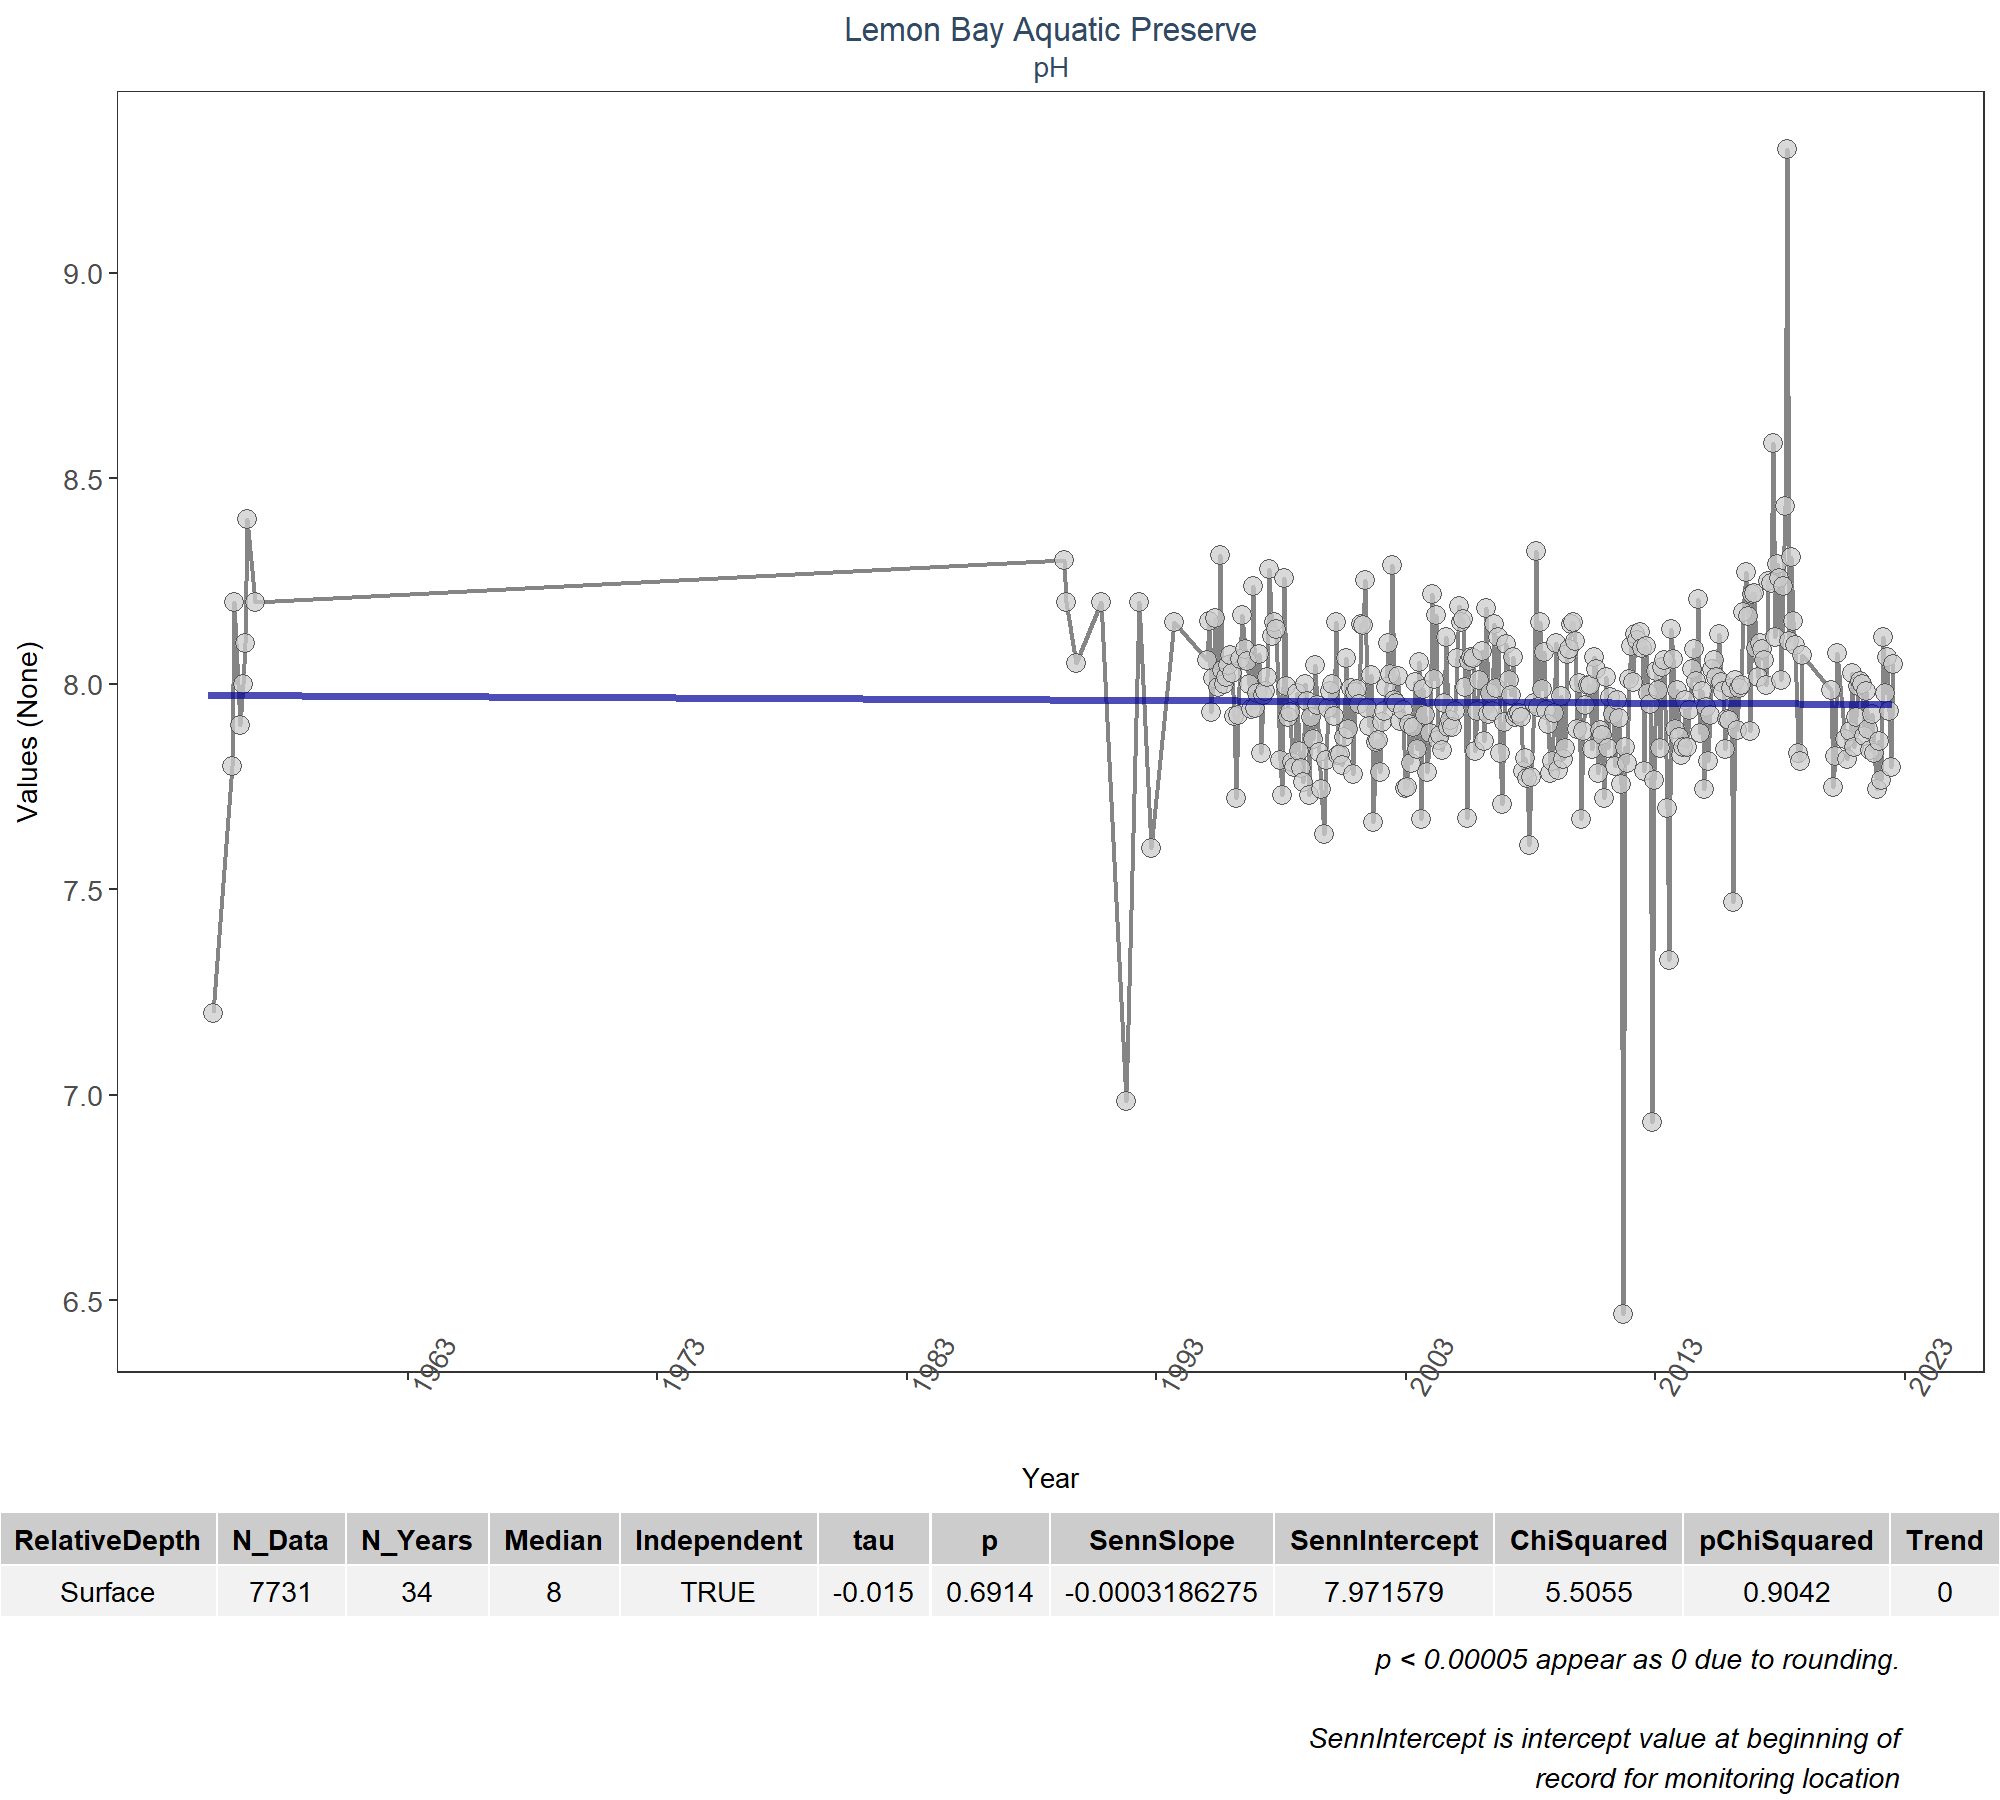 Lemon Bay Aquatic Preserve
pH
9.0
8.5
8.0
7.5
7.0
6.5
Values (None)
1963 1973 1983 1993 2003 2013 2023
Year
RelativeDepth N_Data N_Years Median Independent tau p SennSlope SennIntercept ChiSquared pChiSquared Trend
Surface 7731 34 8 TRUE -0.015 0.6914 -0.0003186275 7.971579 5.5055 0.9042 0
p < 0.00005 appear as 0 due to rounding.
SennIntercept is intercept value at beginning of
record for monitoring location